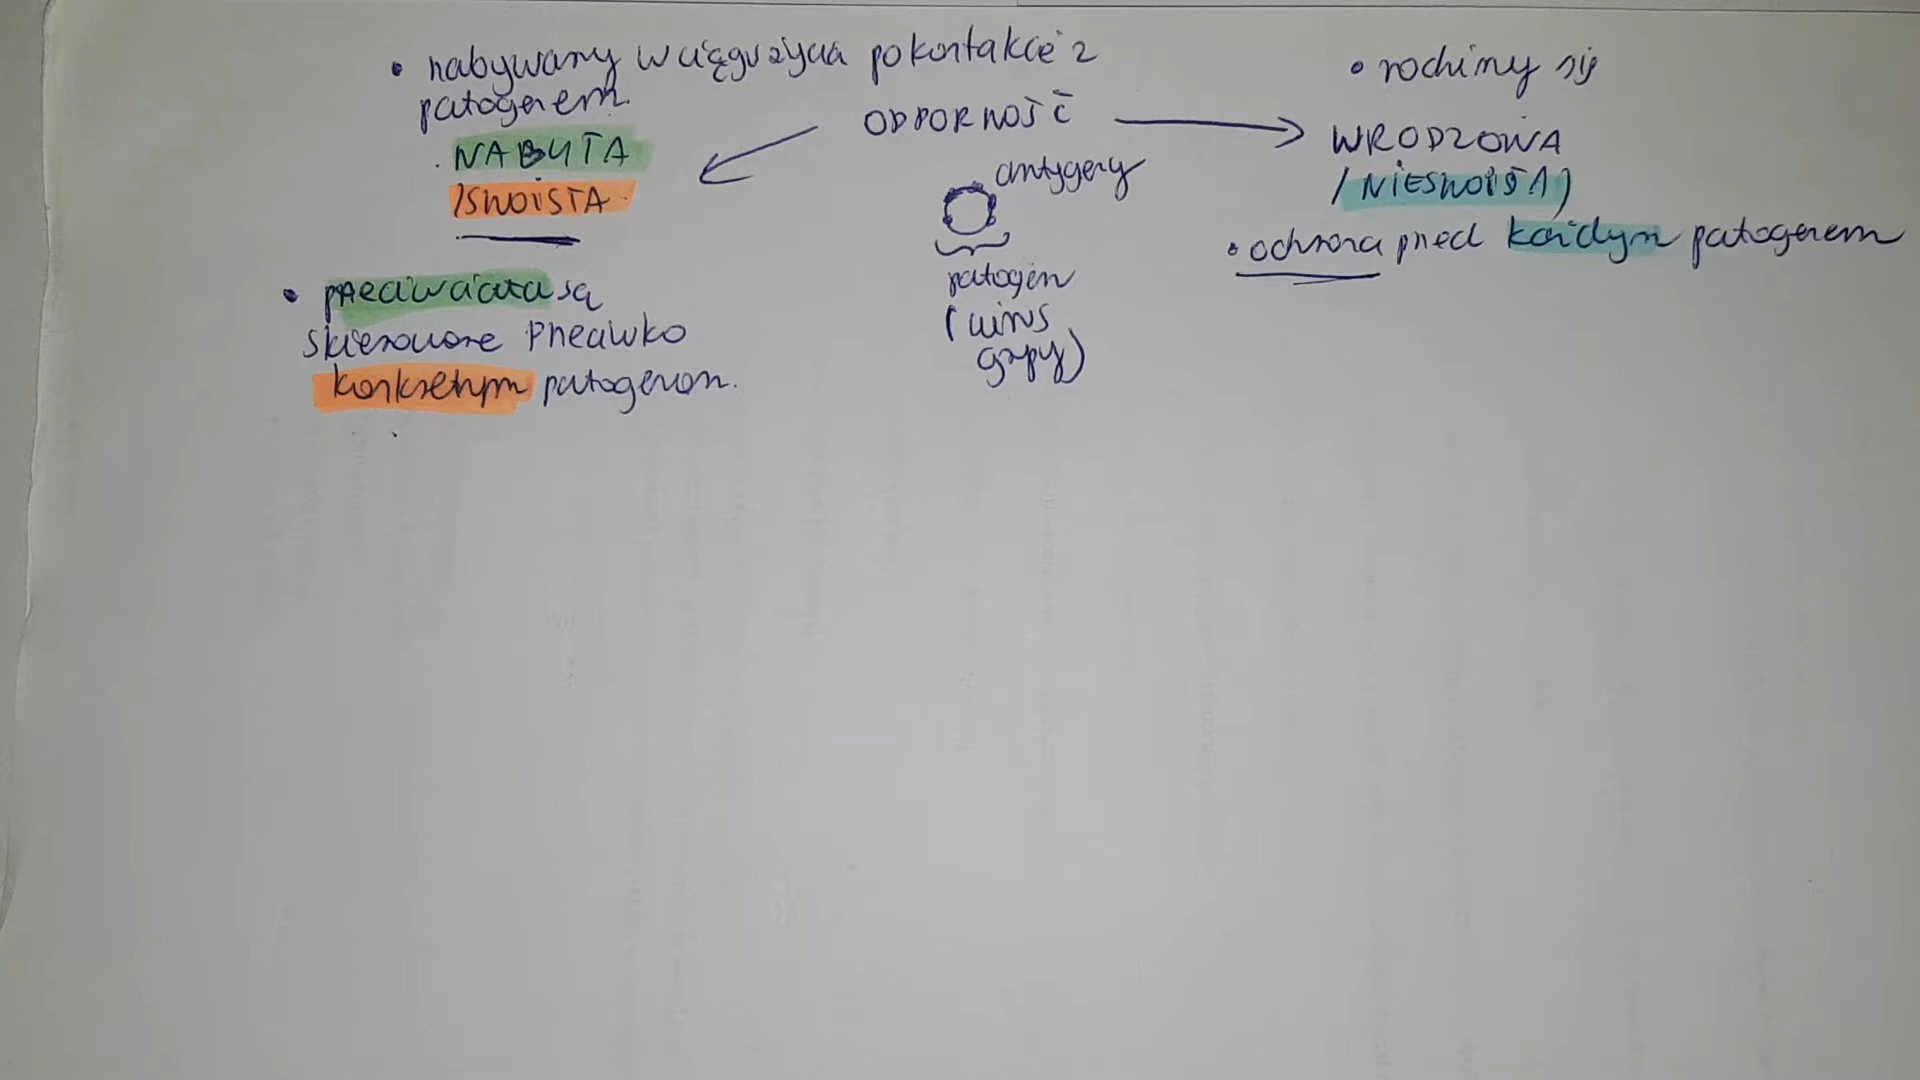 • nabywamy w ciągu życia po kontakcie z
patogenem.
ODPORNOŚĆ
NABYTA
/SWOISTA
• przeciwciała są
skierowane przeciwko
konkretnym patogenom.
antygeny
patogen
(wirus
grypy)
• rodzimy się
WRODZONA
/NIESWOISTA)
• ochrona przed każdym patogenem